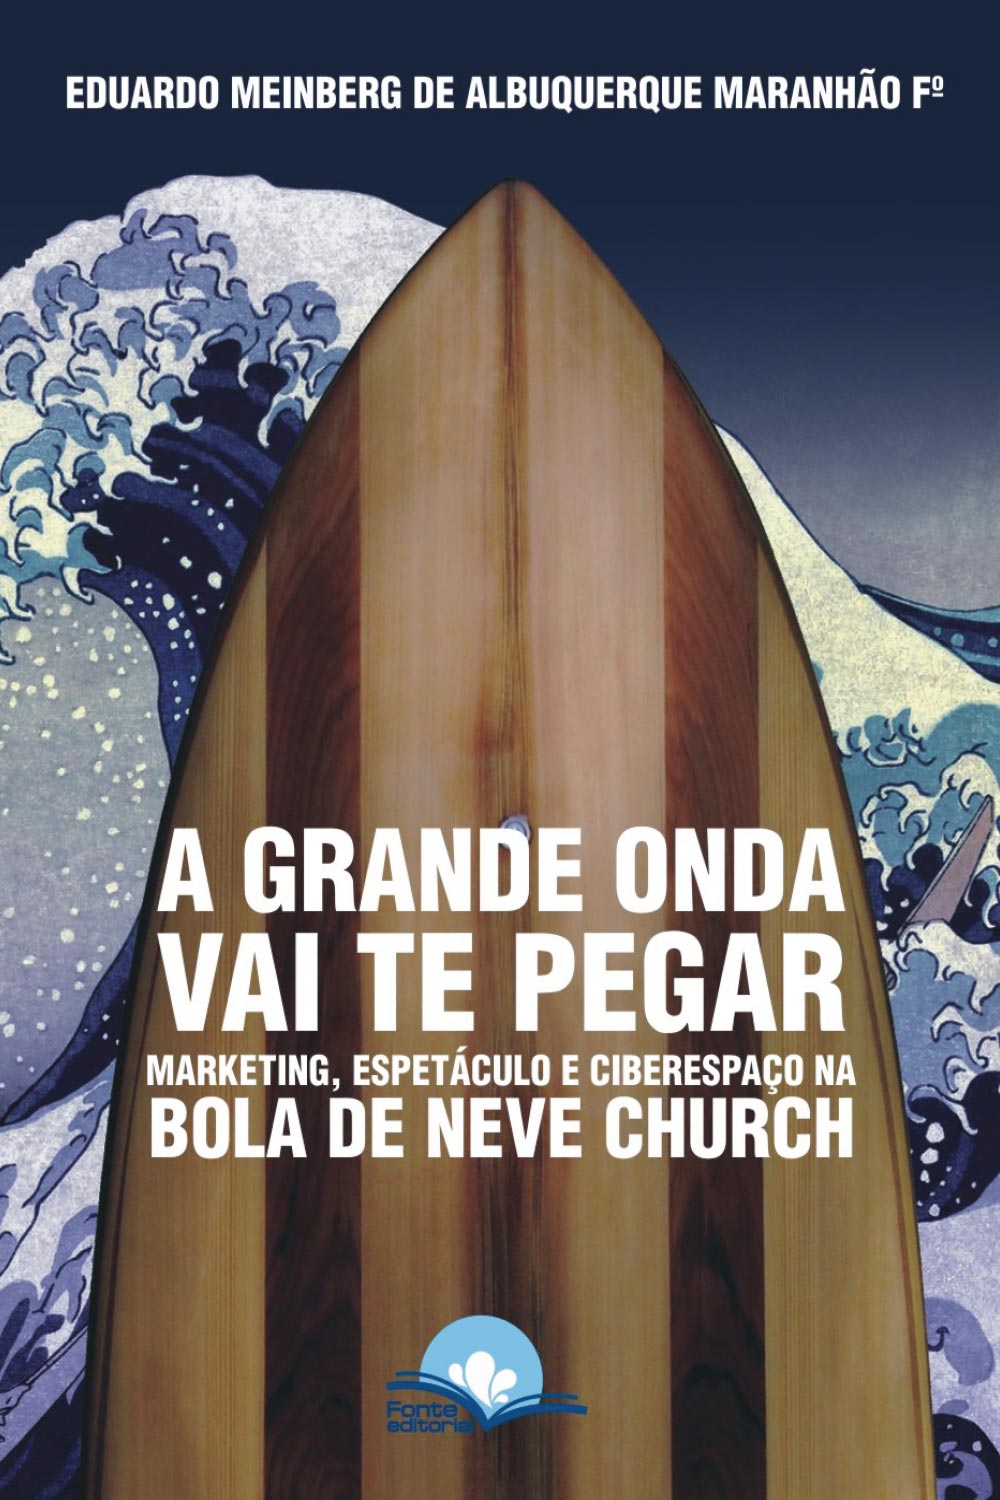 EDUARDO MEINBERG DE ALBUQUERQUE MARANHÃO Fº
A GRANDE ONDA
VAI TE PEGAR
MARKETING, ESPETÁCULO E CIBERESPAÇO NA
BOLA DE NEVE CHURCH
Fonte
editorial